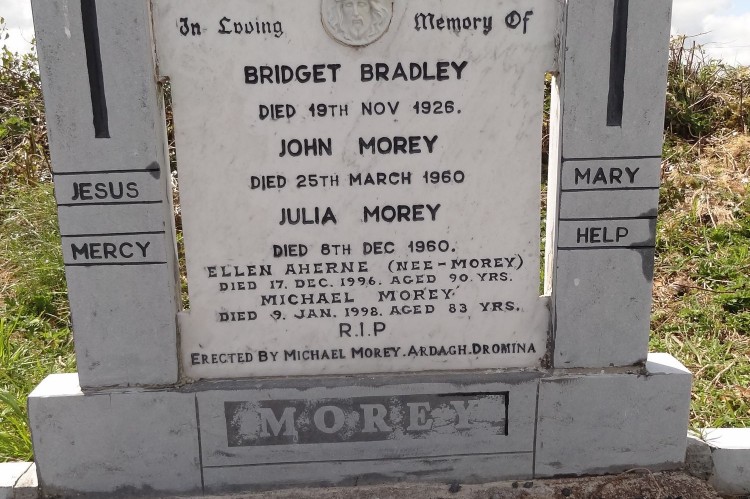 In Loving Memory Of
BRIDGET BRADLEY
DIED 19TH NOV 1926.
JOHN MOREY
DIED 25TH MARCH 1960
JULIA MOREY
DIED 8TH DEC 1960.
ELLEN AHERNE (NEE-MOREY)
DIED 17. DEC. 1996. AGED 90. YRS.
MICHAEL MOREY
DIED 9. JAN. 1998. AGED 83 YRS.
R.I.P
ERECTED BY MICHAEL MOREY. ARDAGH. DROMINA
JESUS
MERCY
MARY
HELP
MOREY